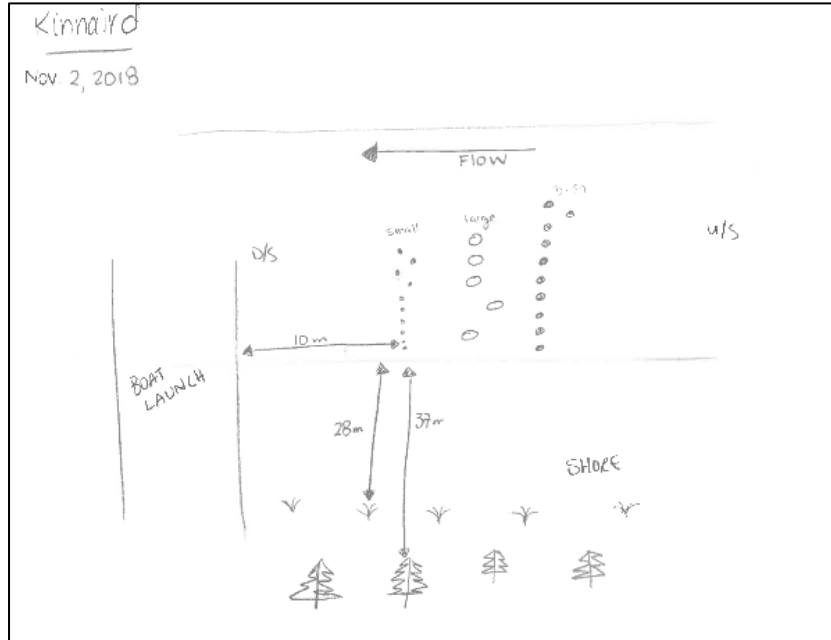 Kinnaird
Nov. 2, 2018
FLOW
small
large
D/S
U/S
10m
BOAT
LAUNCH
28m
37m
SHORE